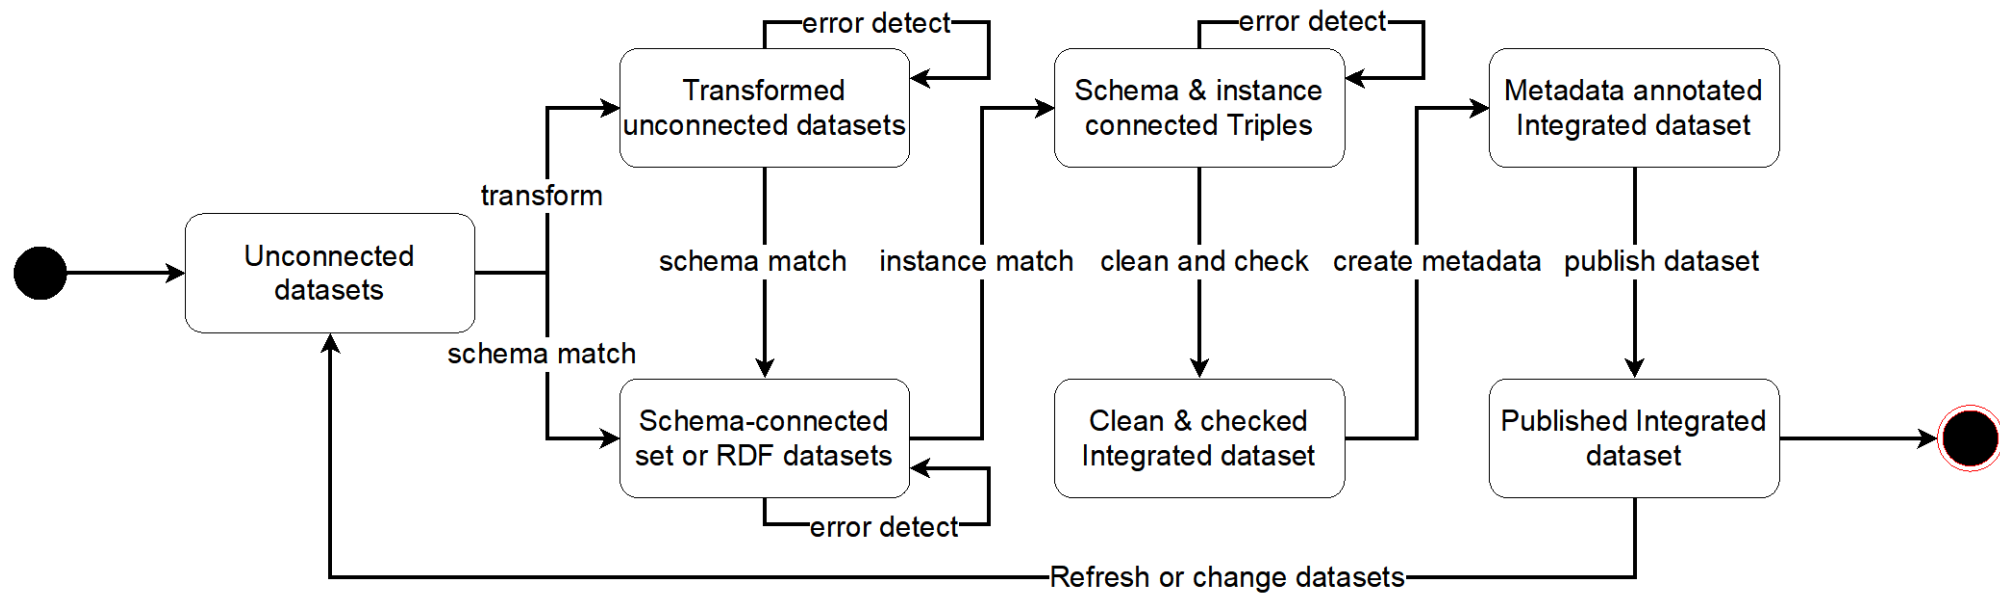 error detect
error detect
Transformed
unconnected datasets
Schema & instance
connected Triples
Metadata annotated
Integrated dataset
transform
Unconnected
datasets
schema match
instance match
clean and check
create metadata
publish dataset
schema match
Schema-connected
set or RDF datasets
Clean & checked
Integrated dataset
Published Integrated
dataset
error detect
Refresh or change datasets